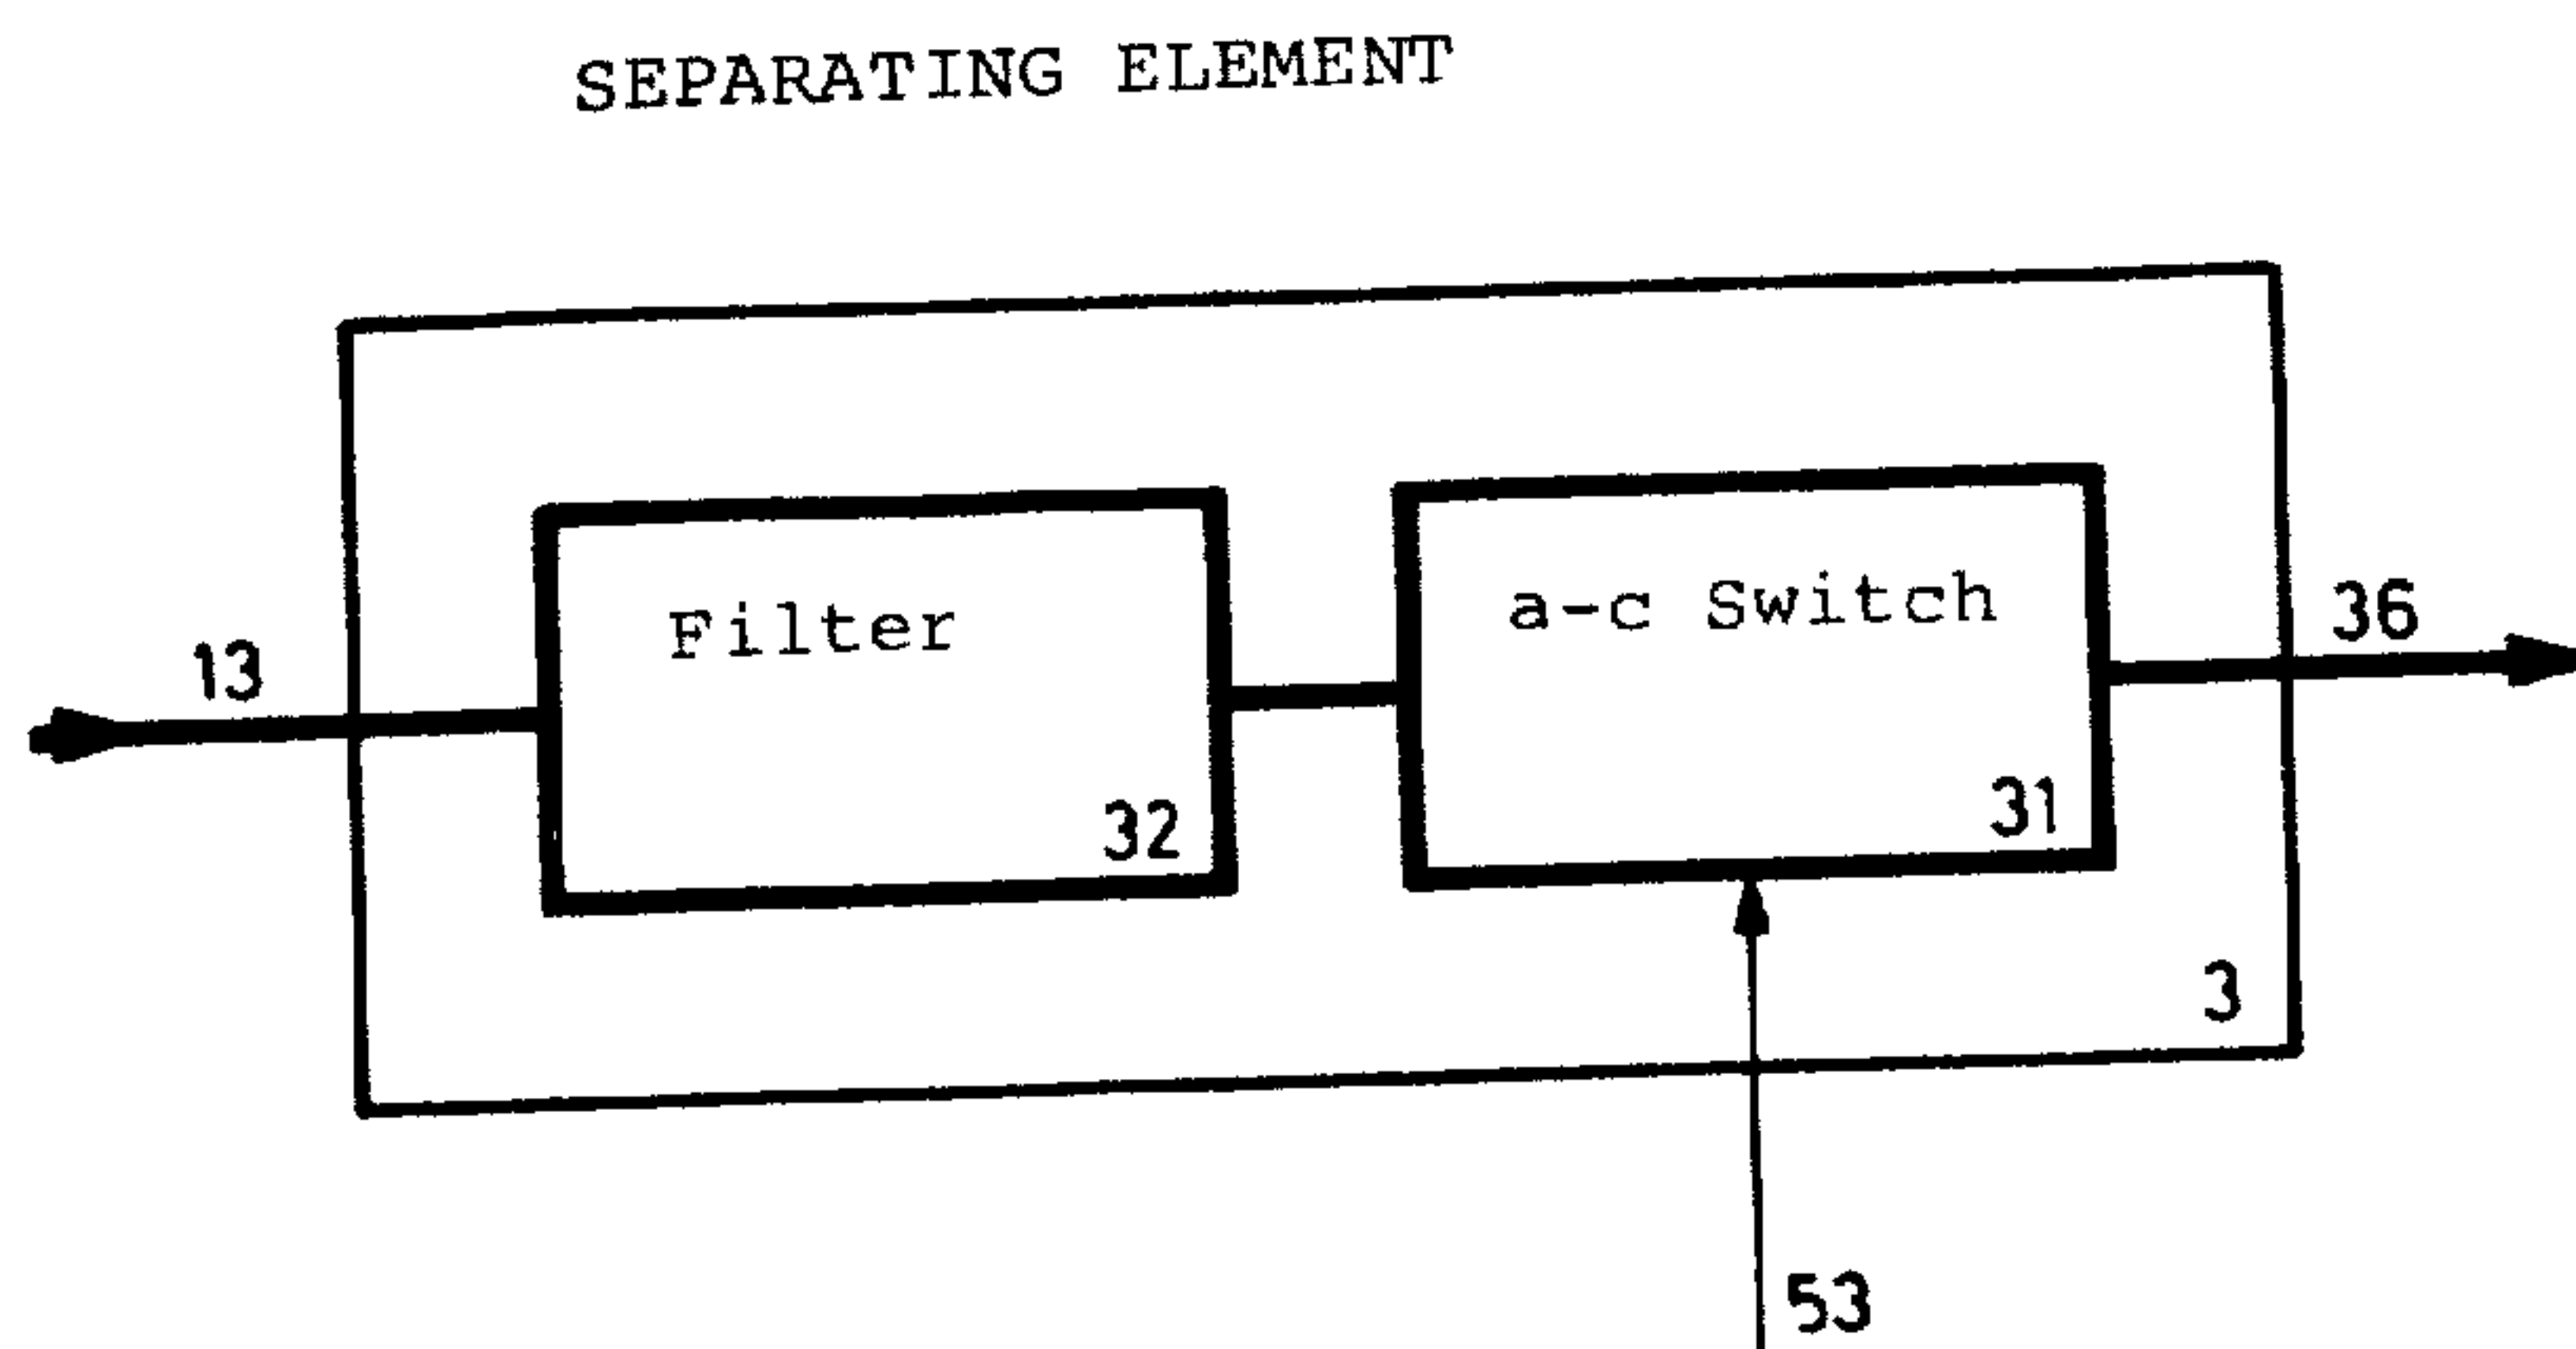 SEPARATING ELEMENT
Filter
a-c Switch
13
36
32
31
3
53